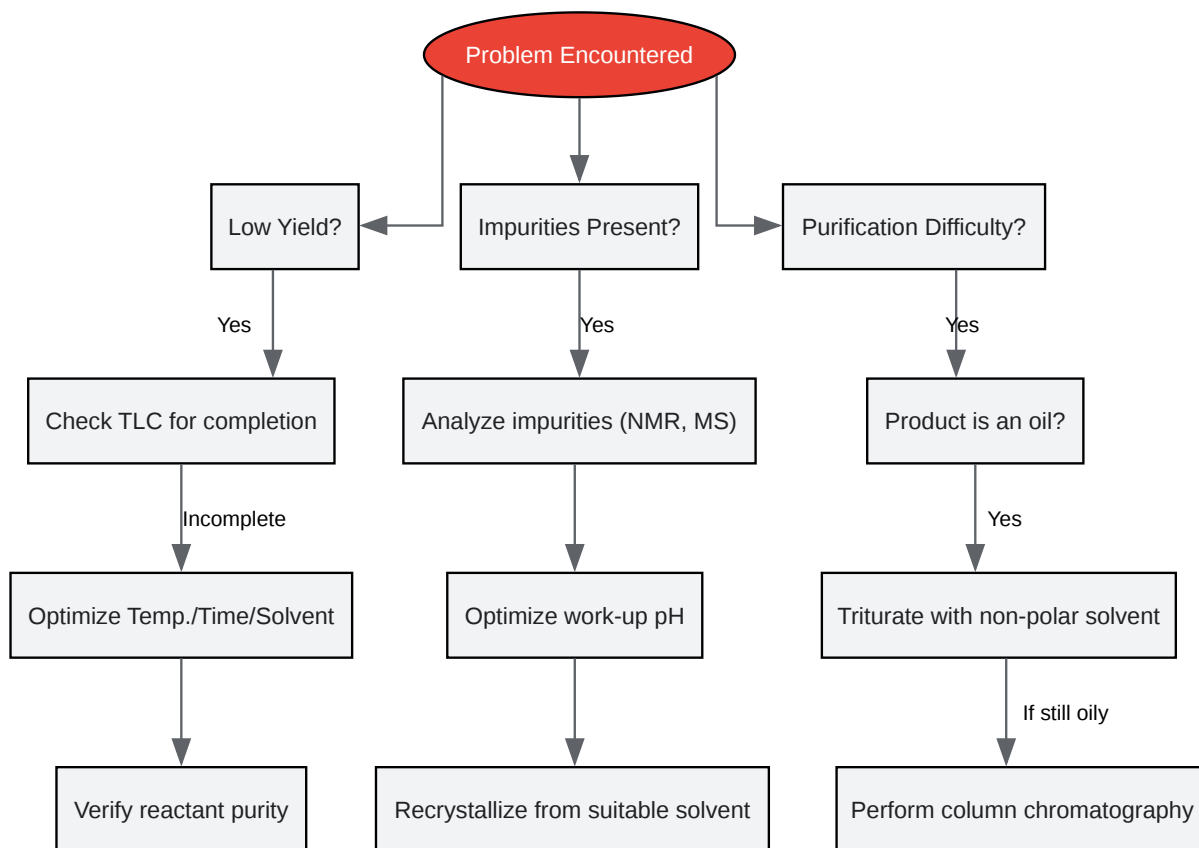 Problem Encountered
Low Yield?
Impurities Present?
Purification Difficulty?
Yes
Yes
Yes
Check TLC for completion
Analyze impurities (NMR, MS)
Product is an oil?
Incomplete
Yes
Optimize Temp./Time/Solvent
Optimize work-up pH
Triturate with non-polar solvent
If still oily
Verify reactant purity
Recrystallize from suitable solvent
Perform column chromatography